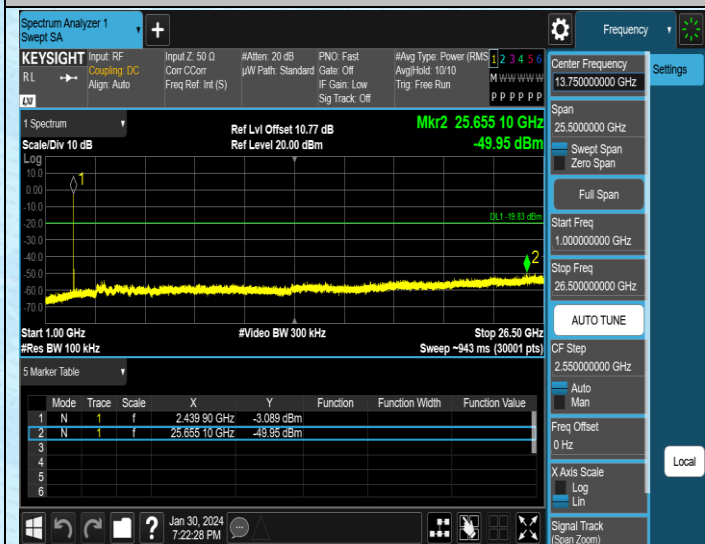 Spectrum Analyzer 1
Swept SA
Frequency
KEYSIGHT
RL
LXI
Input: RF
Coupling: DC
Align: Auto
Input Z: 50 Ω
Corr CCorr
Freq Ref: Int (S)
#Atten: 20 dB
µW Path: Standard
PNO: Fast
Gate: Off
IF Gain: Low
Sig Track: Off
#Avg Type: Power (RMS
Avg|Hold: 10/10
Trig: Free Run
1 2 3 4 5 6
M W W W W W
P P P P P P
1 Spectrum
Scale/Div 10 dB
Ref Lvl Offset 10.77 dB
Ref Level 20.00 dBm
Mkr2 25.655 10 GHz
-49.95 dBm
Log
10.0
0.00
-10.0
-20.0
-30.0
-40.0
-50.0
-60.0
-70.0
1
DL1 -19.83 dBm
2
Start 1.00 GHz
#Res BW 100 kHz
#Video BW 300 kHz
Stop 26.50 GHz
Sweep ~943 ms (30001 pts)
5 Marker Table
Mode Trace Scale X Y Function Function Width Function Value
1 N 1 f 2.439 90 GHz -3.089 dBm
2 N 1 f 25.655 10 GHz -49.95 dBm
3
4
5
6
Jan 30, 2024
7:22:28 PM
Center Frequency
13.750000000 GHz
Span
25.5000000 GHz
Swept Span
Zero Span
Full Span
Start Freq
1.000000000 GHz
Stop Freq
26.500000000 GHz
AUTO TUNE
CF Step
2.550000000 GHz
Auto
Man
Freq Offset
0 Hz
X Axis Scale
Log
Lin
Signal Track
(Span Zoom)
Settings
Local